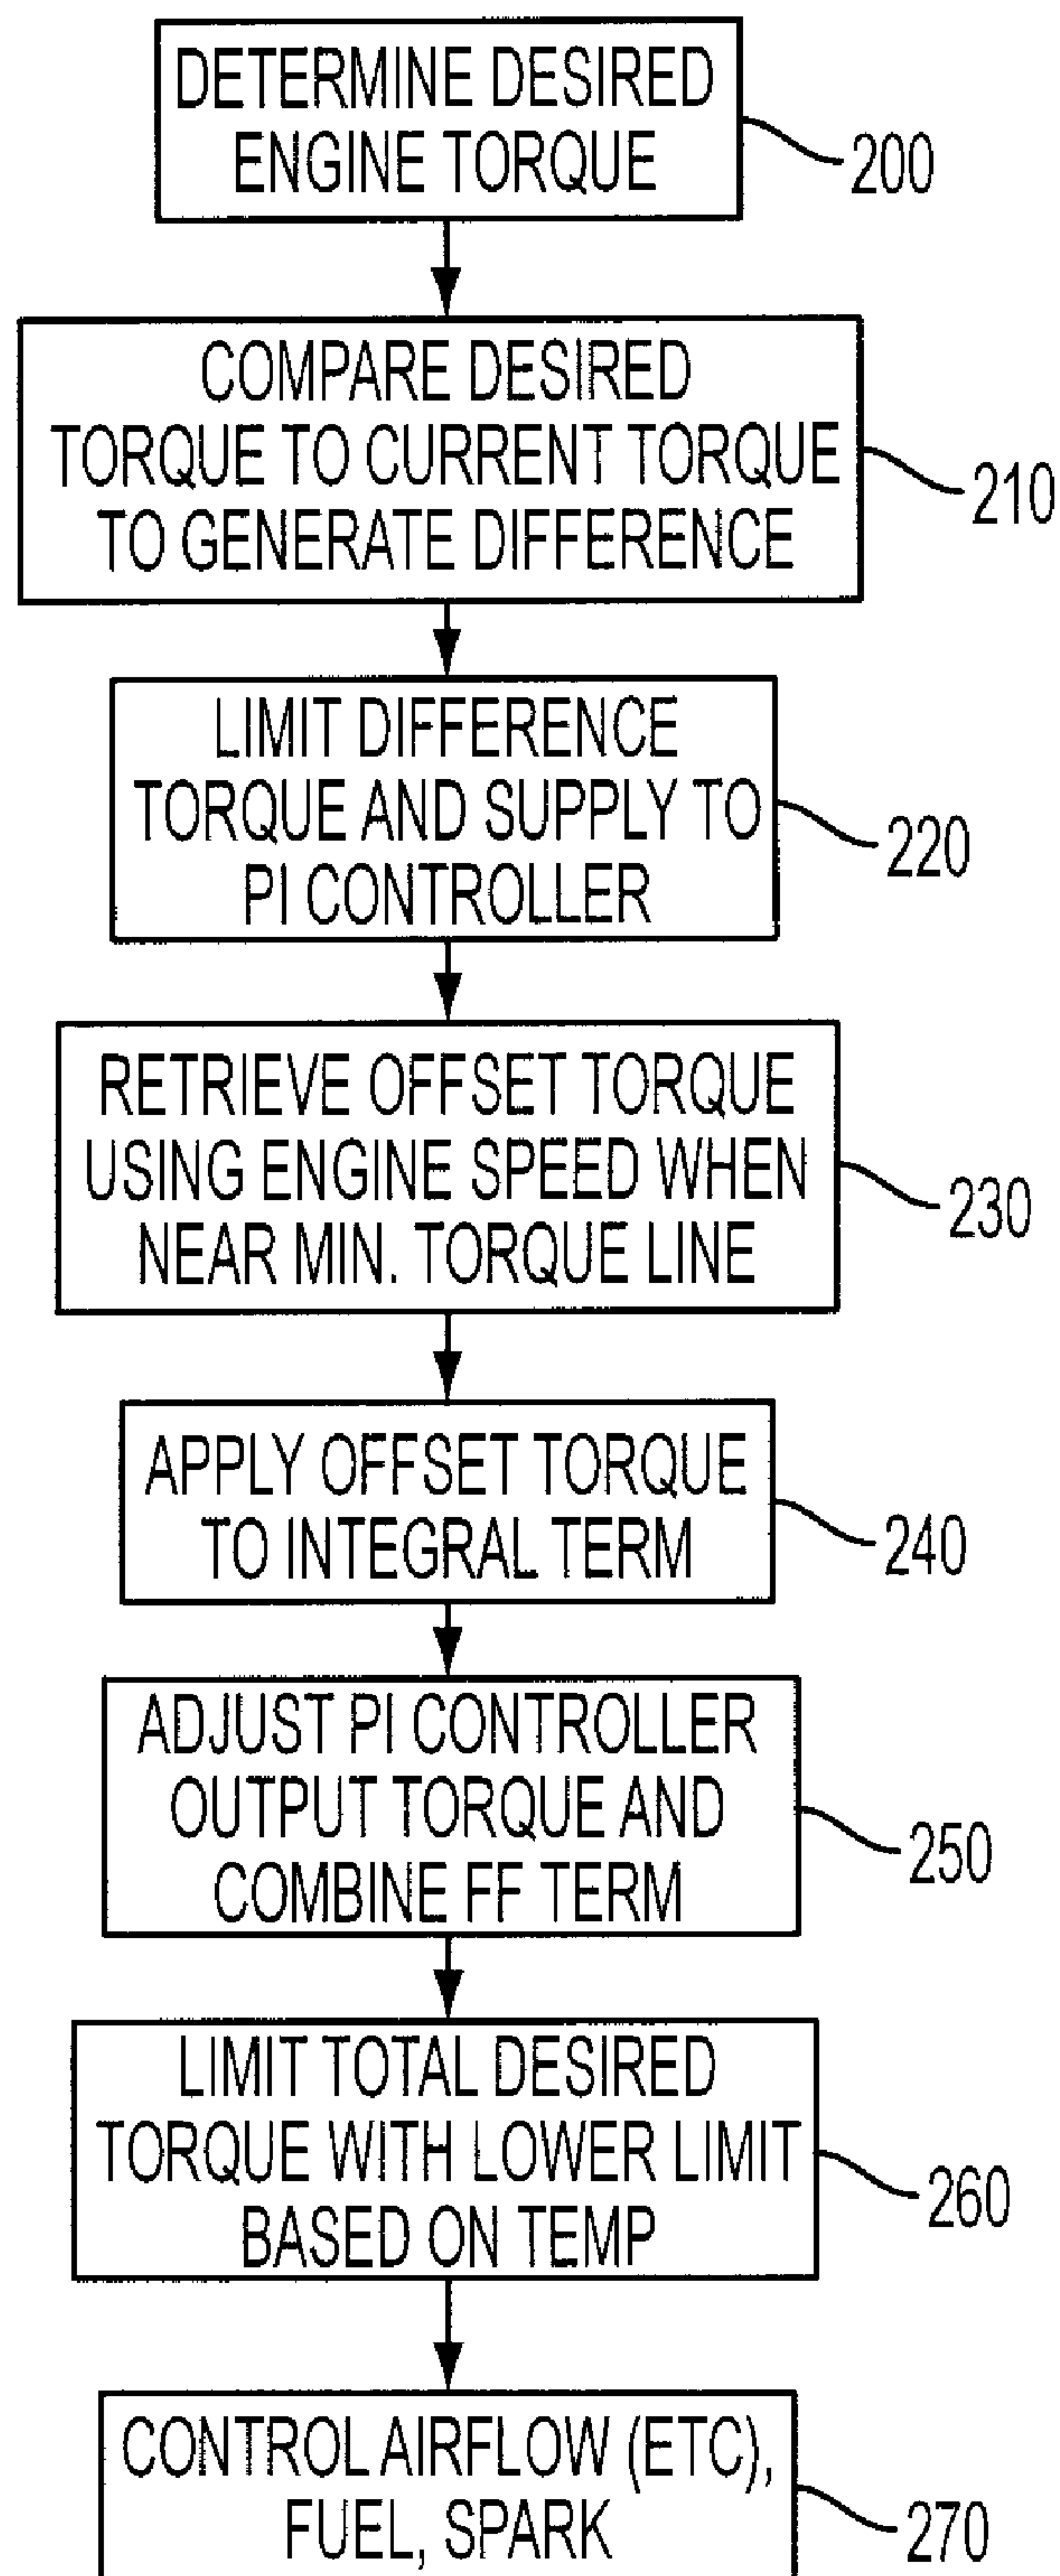 DETERMINE DESIRED
ENGINE TORQUE
200
COMPARE DESIRED
TORQUE TO CURRENT TORQUE
TO GENERATE DIFFERENCE
210
LIMIT DIFFERENCE
TORQUE AND SUPPLY TO
PI CONTROLLER
220
RETRIEVE OFFSET TORQUE
USING ENGINE SPEED WHEN
NEAR MIN. TORQUE LINE
230
APPLY OFFSET TORQUE
TO INTEGRAL TERM
240
ADJUST PI CONTROLLER
OUTPUT TORQUE AND
COMBINE FF TERM
250
LIMIT TOTAL DESIRED
TORQUE WITH LOWER LIMIT
BASED ON TEMP
260
CONTROL AIRFLOW (ETC),
FUEL, SPARK
270